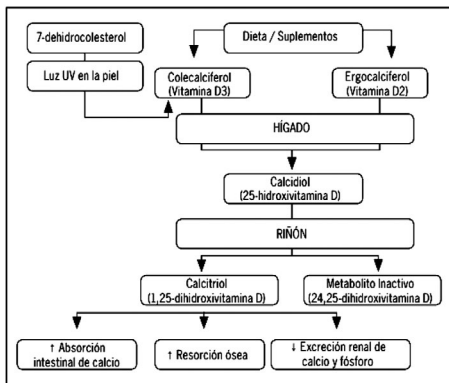 7-dehidrocolesterol
Dieta / Suplementos
Luz UV en la piel
Colecalciferol
(Vitamina D3)
Ergocalciferol
(Vitamina D2)
HÍGADO
Calcidiol
(25-hidroxivitamina D)
RIÑÓN
Calcitriol
(1,25-dihidroxivitamina D)
Metabolito Inactivo
(24,25-dihidroxivitamina D)
↑ Absorción
intestinal de calcio
↑ Resorción ósea
↓ Excreción renal de
calcio y fósforo